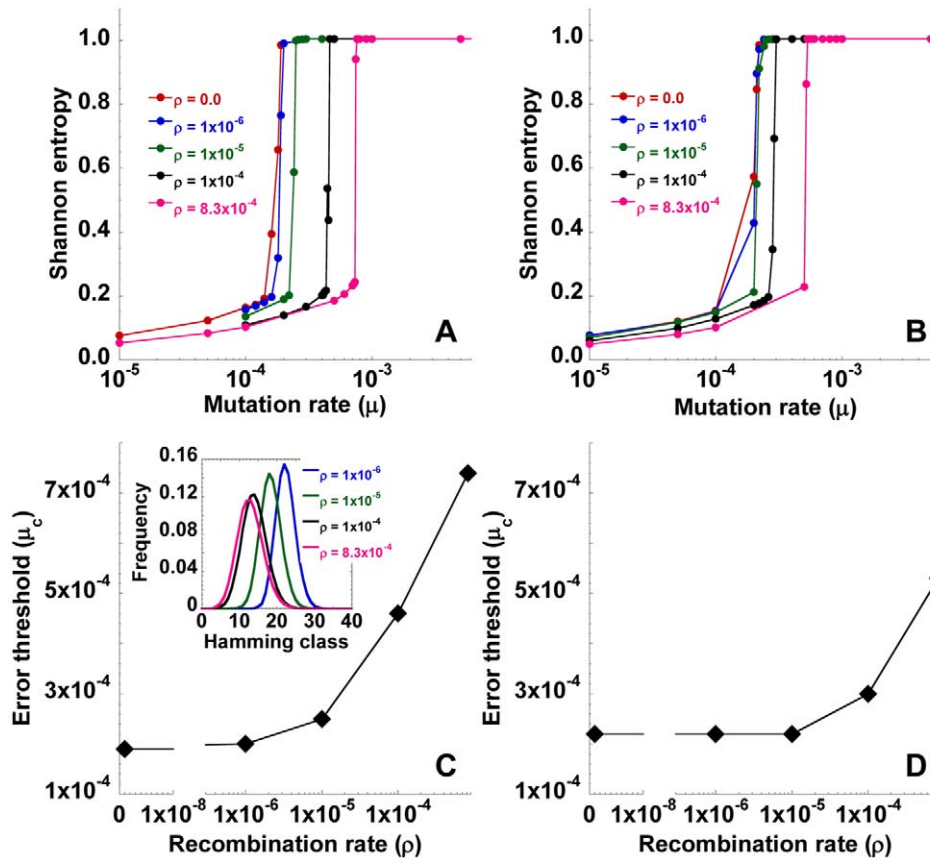 1.0
0.8
0.6
0.4
0.2
0.0
Shannon entropy
ρ = 0.0
ρ = 1x10⁻⁶
ρ = 1x10⁻⁵
ρ = 1x10⁻⁴
ρ = 8.3x10⁻⁴
A
10⁻⁵ 10⁻⁴ 10⁻³
Mutation rate (μ)
1.0
0.8
0.6
0.4
0.2
0.0
Shannon entropy
ρ = 0.0
ρ = 1x10⁻⁶
ρ = 1x10⁻⁵
ρ = 1x10⁻⁴
ρ = 8.3x10⁻⁴
B
10⁻⁵ 10⁻⁴ 10⁻³
Mutation rate (μ)
7x10⁻⁴
5x10⁻⁴
3x10⁻⁴
1x10⁻⁴
Error threshold (μc)
0.16
0.12
0.08
0.04
0
Frequency
ρ = 1x10⁻⁶
ρ = 1x10⁻⁵
ρ = 1x10⁻⁴
ρ = 8.3x10⁻⁴
0 10 20 30 40
Hamming class
C
0 1x10⁻⁸ 1x10⁻⁶ 1x10⁻⁵ 1x10⁻⁴
Recombination rate (ρ)
7x10⁻⁴
5x10⁻⁴
3x10⁻⁴
1x10⁻⁴
Error threshold (μc)
D
0 1x10⁻⁸ 1x10⁻⁶ 1x10⁻⁵ 1x10⁻⁴
Recombination rate (ρ)